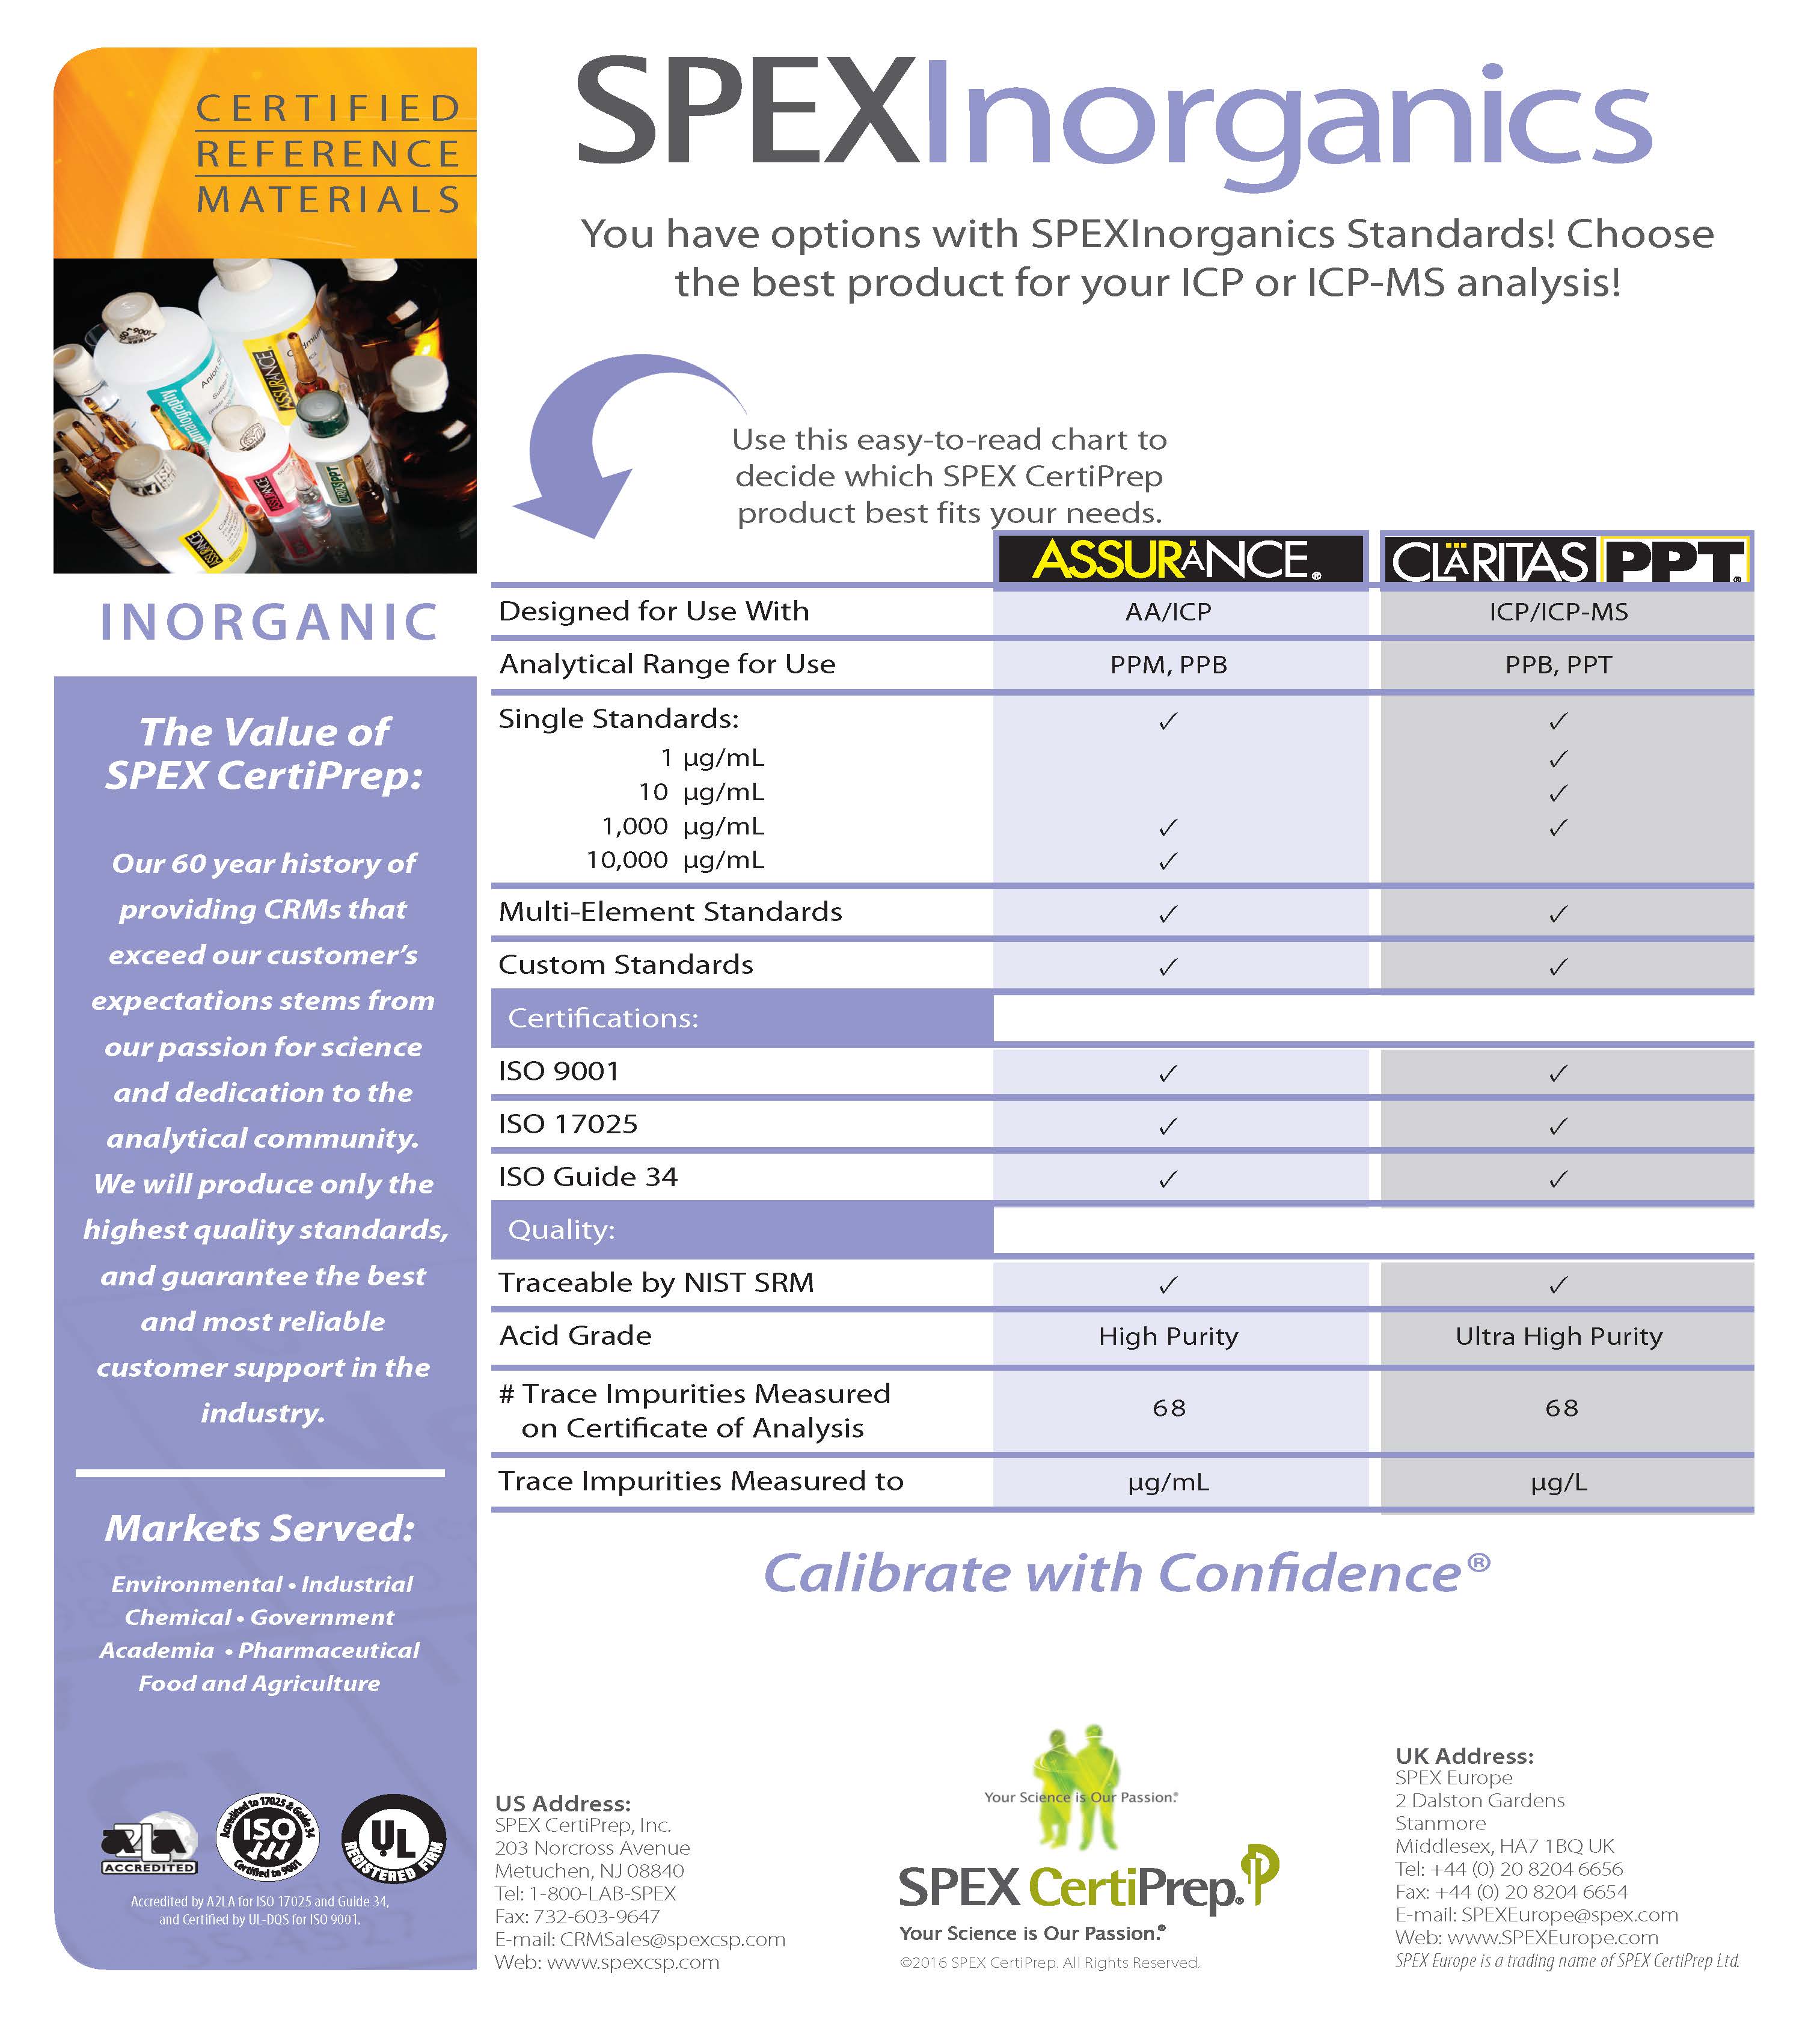 CERTIFIED
REFERENCE
MATERIALS
INORGANIC
The Value of
SPEX CertiPrep:
Our 60 year history of
providing CRMs that
exceed our customer’s
expectations stems from
our passion for science
and dedication to the
analytical community.
We will produce only the
highest quality standards,
and guarantee the best
and most reliable
customer support in the
industry.
Markets Served:
Environmental • Industrial
Chemical • Government
Academia • Pharmaceutical
Food and Agriculture
A2LA
ACCREDITED
Accredited to 17025 & Guide 34
ISO
Certified to 9001
UL
REGISTERED FIRM
Accredited by A2LA for ISO 17025 and Guide 34,
and Certified by UL-DQS for ISO 9001.
SPEXInorganics
You have options with SPEXInorganics Standards! Choose
the best product for your ICP or ICP-MS analysis!
Use this easy-to-read chart to
decide which SPEX CertiPrep
product best fits your needs.
ASSURANCE® CLARITAS PPT®
Designed for Use With AA/ICP ICP/ICP-MS
Analytical Range for Use PPM, PPB PPB, PPT
Single Standards: ✓ ✓
1 µg/mL ✓
10 µg/mL ✓
1,000 µg/mL ✓ ✓
10,000 µg/mL ✓
Multi-Element Standards ✓ ✓
Custom Standards ✓ ✓
Certifications:
ISO 9001 ✓ ✓
ISO 17025 ✓ ✓
ISO Guide 34 ✓ ✓
Quality:
Traceable by NIST SRM ✓ ✓
Acid Grade High Purity Ultra High Purity
# Trace Impurities Measured
on Certificate of Analysis 68 68
Trace Impurities Measured to µg/mL µg/L
Calibrate with Confidence®
US Address:
SPEX CertiPrep, Inc.
203 Norcross Avenue
Metuchen, NJ 08840
Tel: 1-800-LAB-SPEX
Fax: 732-603-9647
E-mail: CRMSales@spexcsp.com
Web: www.spexcsp.com
Your Science is Our Passion.®
SPEX CertiPrep®
Your Science is Our Passion.®
©2016 SPEX CertiPrep. All Rights Reserved.
UK Address:
SPEX Europe
2 Dalston Gardens
Stanmore
Middlesex, HA7 1BQ UK
Tel: +44 (0) 20 8204 6656
Fax: +44 (0) 20 8204 6654
E-mail: SPEXEurope@spex.com
Web: www.SPEXEurope.com
SPEX Europe is a trading name of SPEX CertiPrep Ltd.